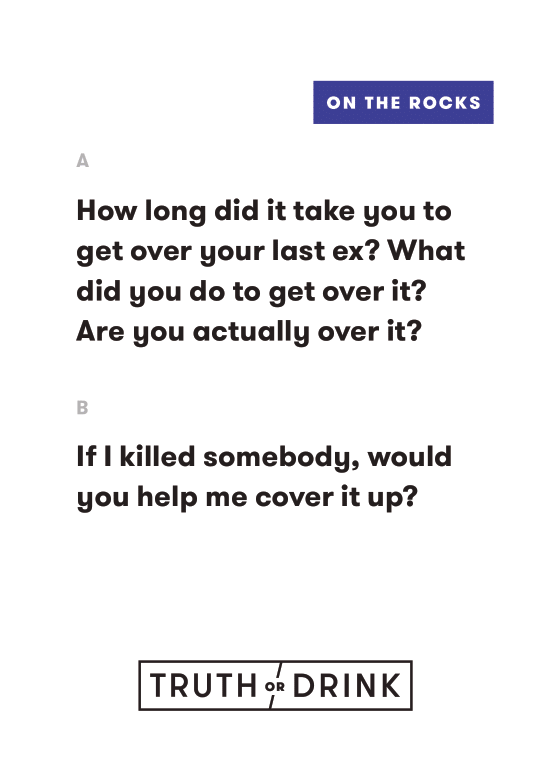 ON THE ROCKS
A
How long did it take you to
get over your last ex? What
did you do to get over it?
Are you actually over it?
B
If I killed somebody, would
you help me cover it up?
TRUTH OR DRINK